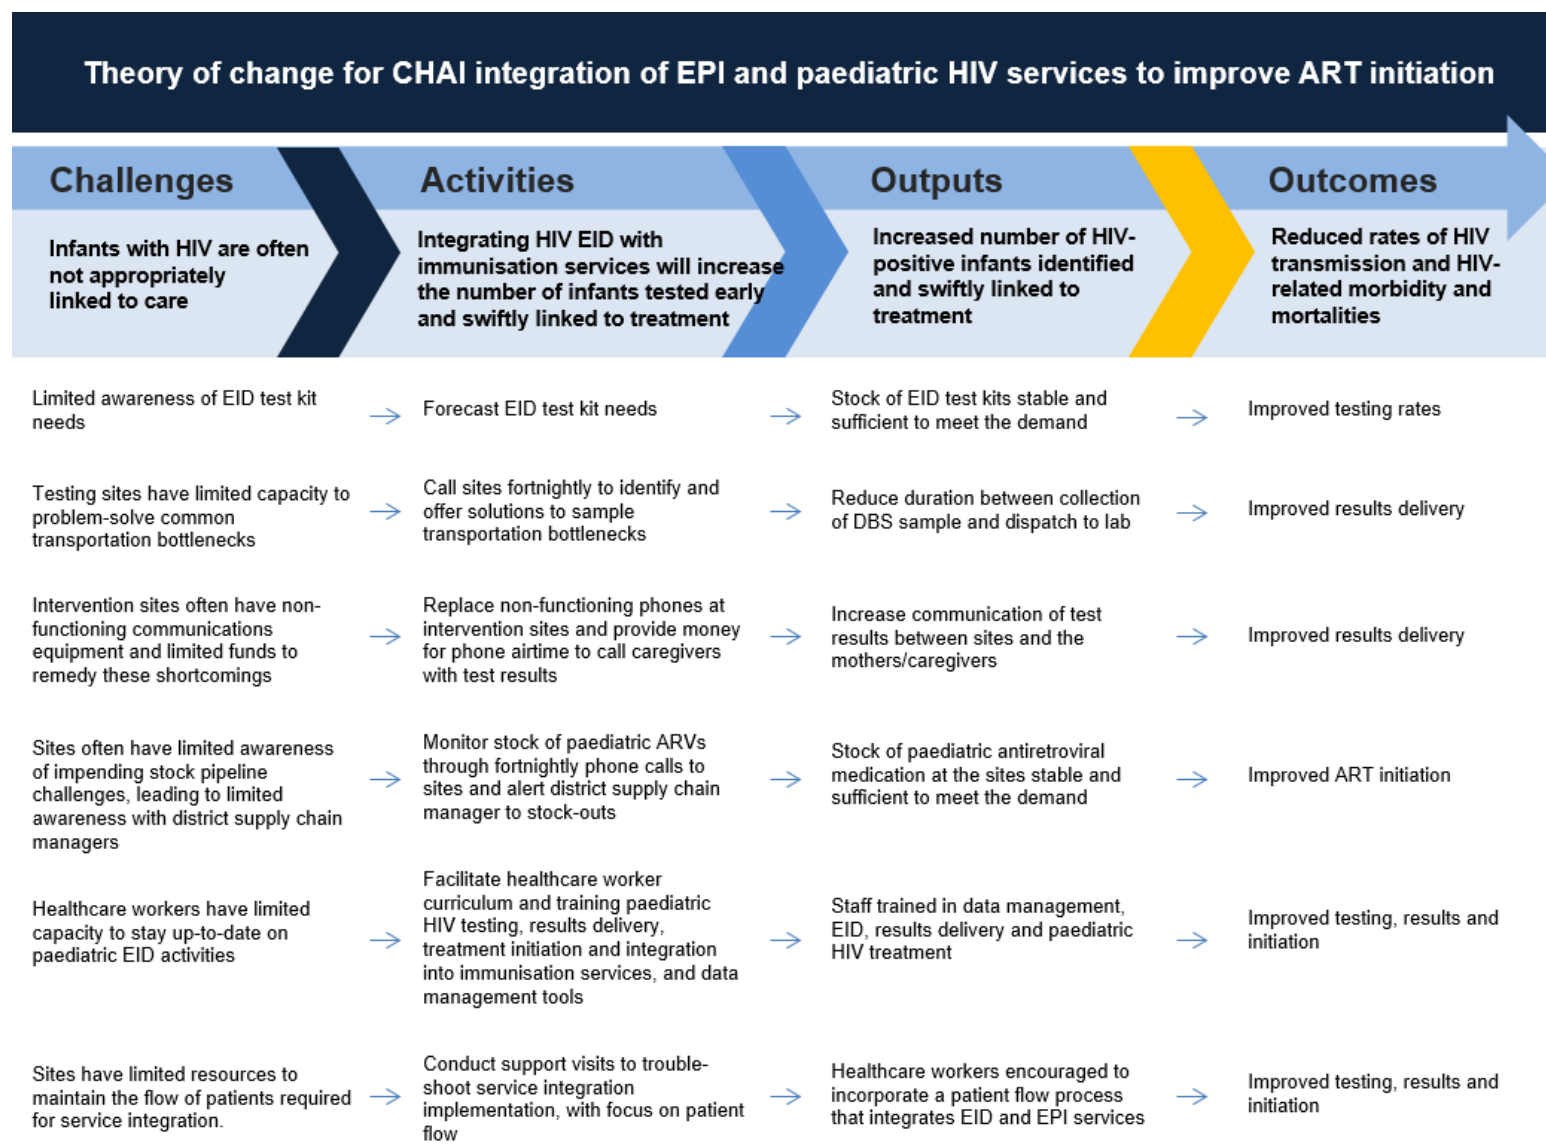 Theory of change for CHAI integration of EPI and paediatric HIV services to improve ART initiation
Challenges
Activities
Outputs
Outcomes
Infants with HIV are often
not appropriately
linked to care
Integrating HIV EID with
immunisation services will increase
the number of infants tested early
and swiftly linked to treatment
Increased number of HIV-
positive infants identified
and swiftly linked to
treatment
Reduced rates of HIV
transmission and HIV-
related morbidity and
mortalities
Limited awareness of EID test kit
needs
Forecast EID test kit needs
Stock of EID test kits stable and
sufficient to meet the demand
Improved testing rates
Testing sites have limited capacity to
problem-solve common
transportation bottlenecks
Call sites fortnightly to identify and
offer solutions to sample
transportation bottlenecks
Reduce duration between collection
of DBS sample and dispatch to lab
Improved results delivery
Intervention sites often have non-
functioning communications
equipment and limited funds to
remedy these shortcomings
Replace non-functioning phones at
intervention sites and provide money
for phone airtime to call caregivers
with test results
Increase communication of test
results between sites and the
mothers/caregivers
Improved results delivery
Sites often have limited awareness
of impending stock pipeline
challenges, leading to limited
awareness with district supply chain
managers
Monitor stock of paediatric ARVs
through fortnightly phone calls to
sites and alert district supply chain
manager to stock-outs
Stock of paediatric antiretroviral
medication at the sites stable and
sufficient to meet the demand
Improved ART initiation
Healthcare workers have limited
capacity to stay up-to-date on
paediatric EID activities
Facilitate healthcare worker
curriculum and training paediatric
HIV testing, results delivery,
treatment initiation and integration
into immunisation services, and data
management tools
Staff trained in data management,
EID, results delivery and paediatric
HIV treatment
Improved testing, results and
initiation
Sites have limited resources to
maintain the flow of patients required
for service integration.
Conduct support visits to trouble-
shoot service integration
implementation, with focus on patient
flow
Healthcare workers encouraged to
incorporate a patient flow process
that integrates EID and EPI services
Improved testing, results and
initiation